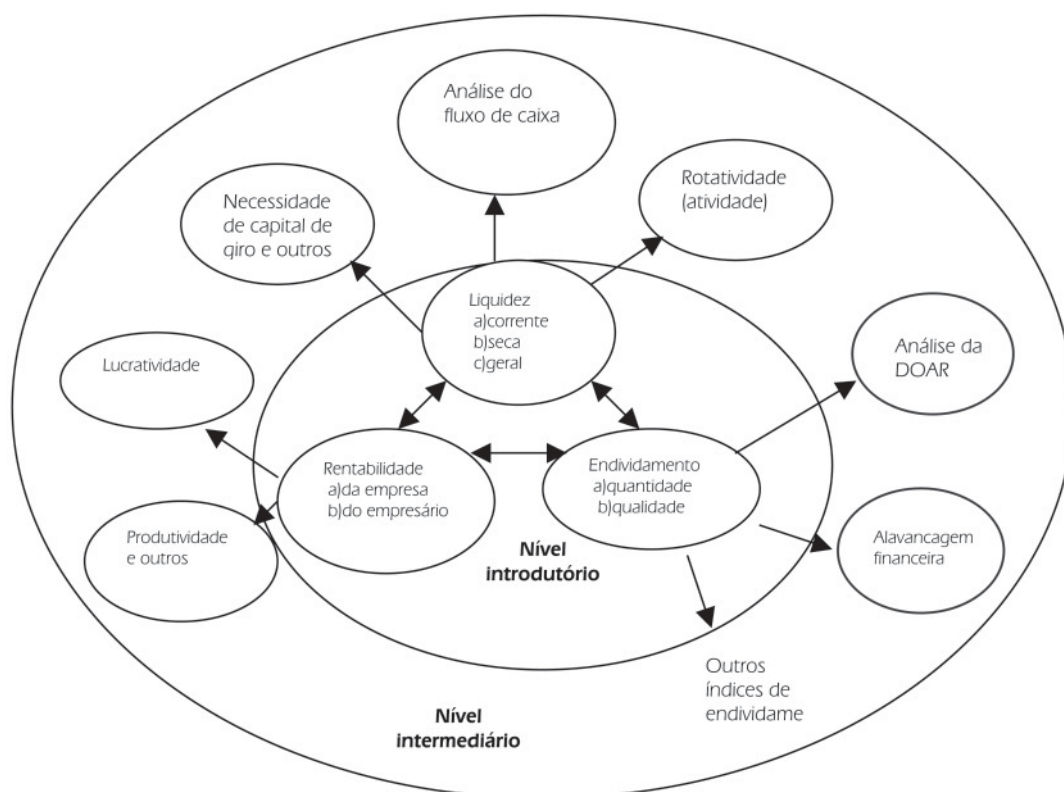 Análise do
fluxo de caixa
Rotatividade
(atividade)
Necessidade
de capital de
giro e outros
Liquidez
a)corrente
b)seca
c)geral
Análise da
DOAR
Lucratividade
Rentabilidade
a)da empresa
b)do empresário
Endividamento
a)quantidade
b)qualidade
Produtividade
e outros
Nível
introdutório
Alavancagem
financeira
Outros
índices de
endividame
Nível
intermediário